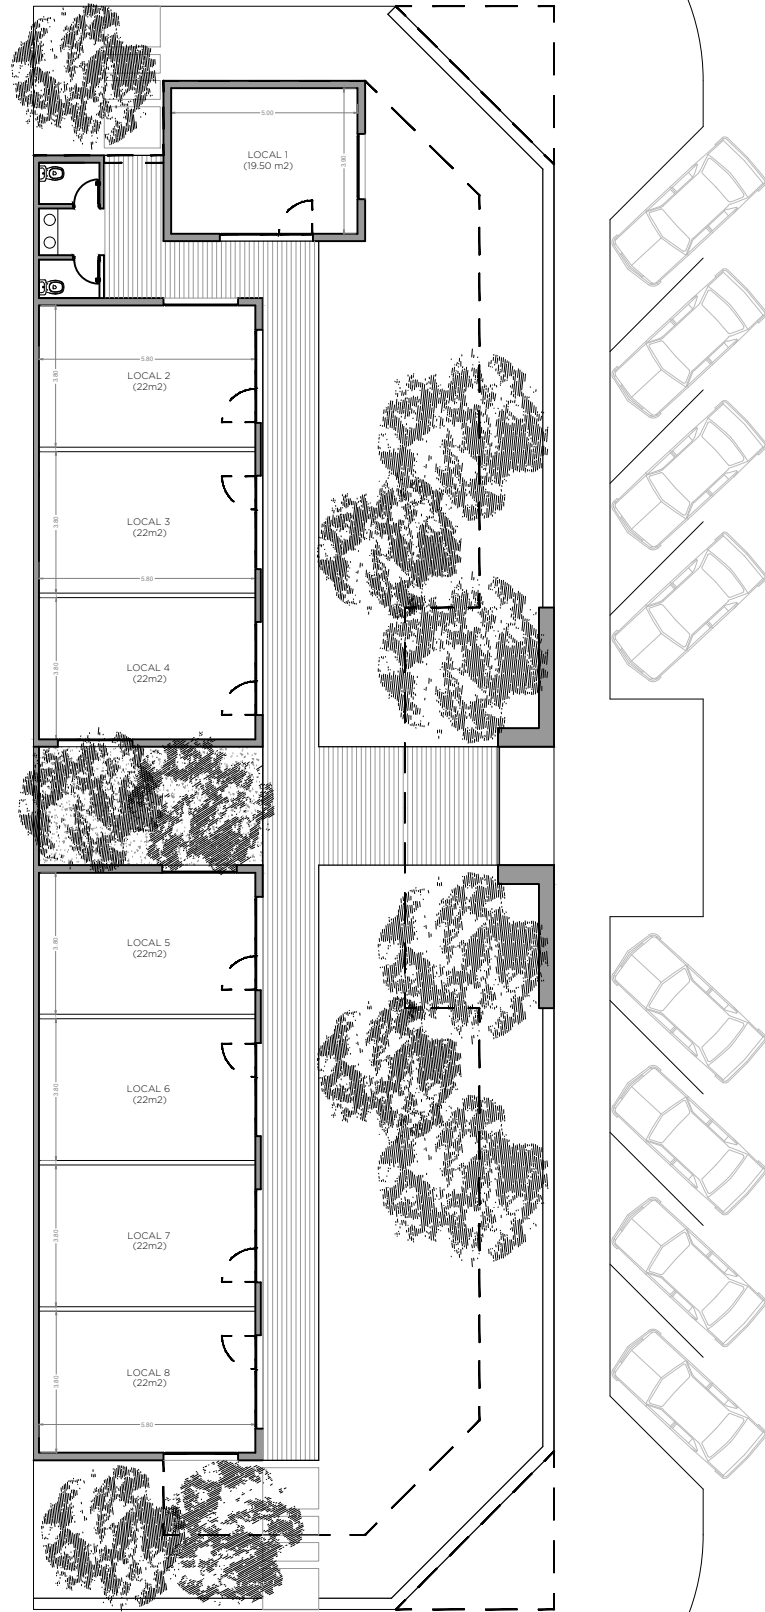 5.00
LOCAL 1
(19.50 m2)
3.90
5.80
LOCAL 2
(22m2)
3.80
LOCAL 3
(22m2)
3.80
5.80
LOCAL 4
(22m2)
3.80
LOCAL 5
(22m2)
3.80
LOCAL 6
(22m2)
3.80
LOCAL 7
(22m2)
3.80
LOCAL 8
(22m2)
3.80
5.80